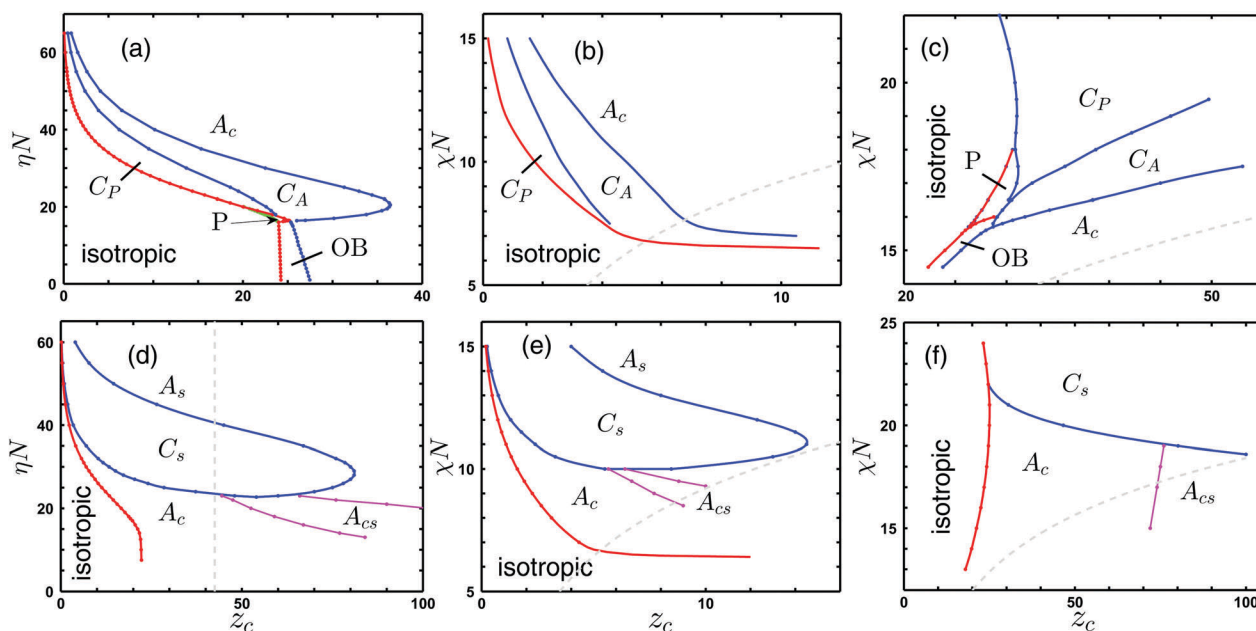 (a)
ηN
60
40
20
0
0
10
20
30
40
A_c
C_P
C_A
P
OB
isotropic
(b)
χN
15
10
5
0
10
A_c
C_P
C_A
isotropic
(c)
χN
20
15
20
50
isotropic
P
C_P
C_A
A_c
OB
(d)
ηN
60
40
20
0
0
50
100
z_c
A_s
C_s
A_c
A_cs
isotropic
(e)
χN
15
10
5
0
10
z_c
A_s
C_s
A_c
A_cs
isotropic
(f)
χN
25
20
15
10
0
50
100
z_c
C_s
A_c
A_cs
isotropic